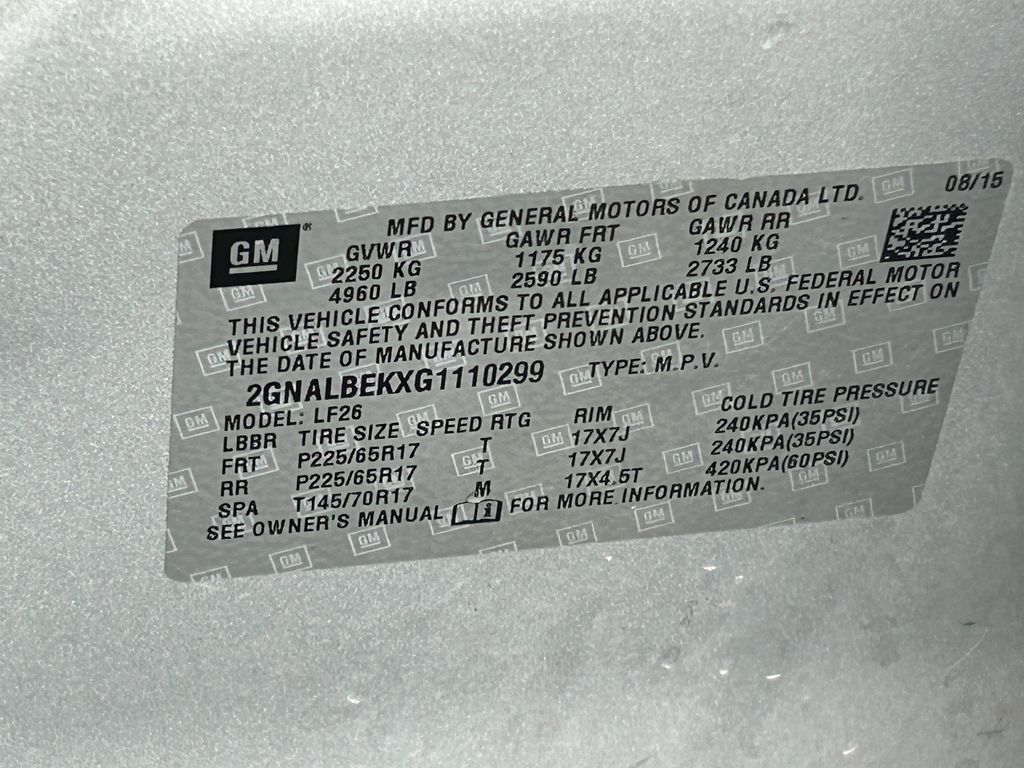 08/15
GM ® MFD BY GENERAL MOTORS OF CANADA LTD.
GVWR GAWR FRT GAWR RR
2250 KG 1175 KG 1240 KG
4960 LB 2590 LB 2733 LB
THIS VEHICLE CONFORMS TO ALL APPLICABLE U.S. FEDERAL MOTOR
VEHICLE SAFETY AND THEFT PREVENTION STANDARDS IN EFFECT ON
THE DATE OF MANUFACTURE SHOWN ABOVE.
2GNALBEKXG1110299 TYPE: M.P.V.
MODEL: LF26
LBBR TIRE SIZE SPEED RTG RIM COLD TIRE PRESSURE
FRT P225/65R17 T 17X7J 240KPA(35PSI)
RR P225/65R17 T 17X7J 240KPA(35PSI)
SPA T145/70R17 M 17X4.5T 420KPA(60PSI)
SEE OWNER'S MANUAL i FOR MORE INFORMATION.